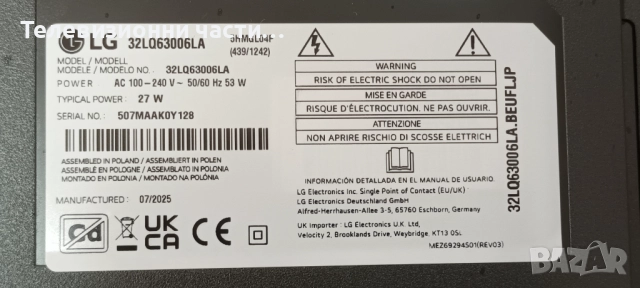 Телевизионни части
LG 32LQ63006LA
(439/1242)
MODEL / MODELL
MODÈLE / MODELO NO. : 32LQ63006LA
POWER : AC 100-240 V~ 50/60 Hz 53 W
TYPICAL POWER : 27 W
SERIAL NO. : 507MAAK0Y128
ASSEMBLED IN POLAND / ASSEMBLIERT IN POLEN
ASSEMBLÉ EN POLOGNE / ASSEMBLATO IN POLONIA
MONTADO EN POLONIA / MONTADO NA POLÓNIA
MANUFACTURED : 07/2025
UK CA
CE
WARNING
RISK OF ELECTRIC SHOCK DO NOT OPEN
MISE EN GARDE
RISQUE D'ÉLECTROCUTION, NE PAS OUVRIR
ATTENZIONE
NON APRIRE RISCHIO DI SCOSSE ELETTRICH
INFORMACIÓN DETALLADA EN EL MANUAL DE USUARIO.
LG Electronics Inc. Single Point of Contact (EU/UK)
LG Electronics Deutschland GmbH
Alfred-Herrhausen-Allee 3-5, 65760 Eschborn, Germany
UK Importer : LG Electronics U.K. Ltd,
Velocity 2, Brooklands Drive, Weybridge, KT13 0SL
MEZ69294501(REV03)
32LQ63006LA.BEUFLJP
bazar